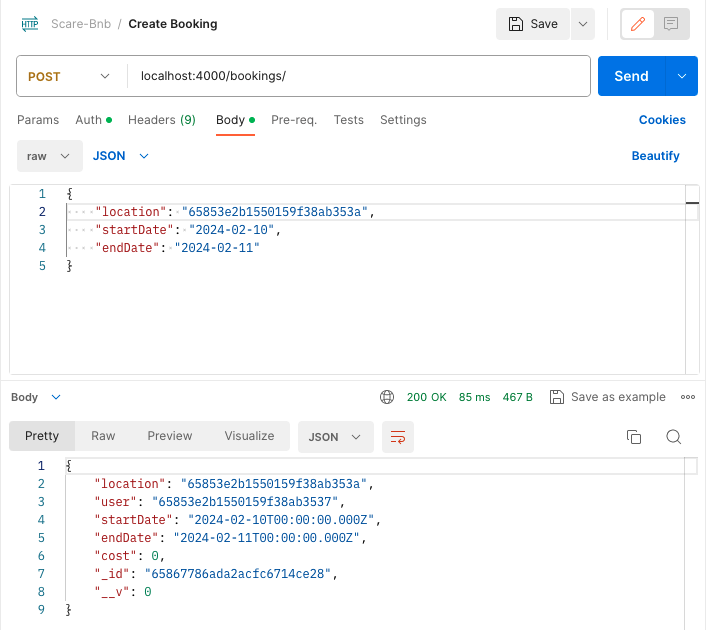 HTTP Scare-Bnb / Create Booking Save
POST localhost:4000/bookings/ Send
Params Auth Headers (9) Body Pre-req. Tests Settings Cookies
raw JSON Beautify
1 {
2 "location": "65853e2b1550159f38ab353a",
3 "startDate": "2024-02-10",
4 "endDate": "2024-02-11"
5 }
Body 200 OK 85 ms 467 B Save as example
Pretty Raw Preview Visualize JSON
1 {
2 "location": "65853e2b1550159f38ab353a",
3 "user": "65853e2b1550159f38ab3537",
4 "startDate": "2024-02-10T00:00:00.000Z",
5 "endDate": "2024-02-11T00:00:00.000Z",
6 "cost": 0,
7 "_id": "65867786ada2acfc6714ce28",
8 "__v": 0
9 }